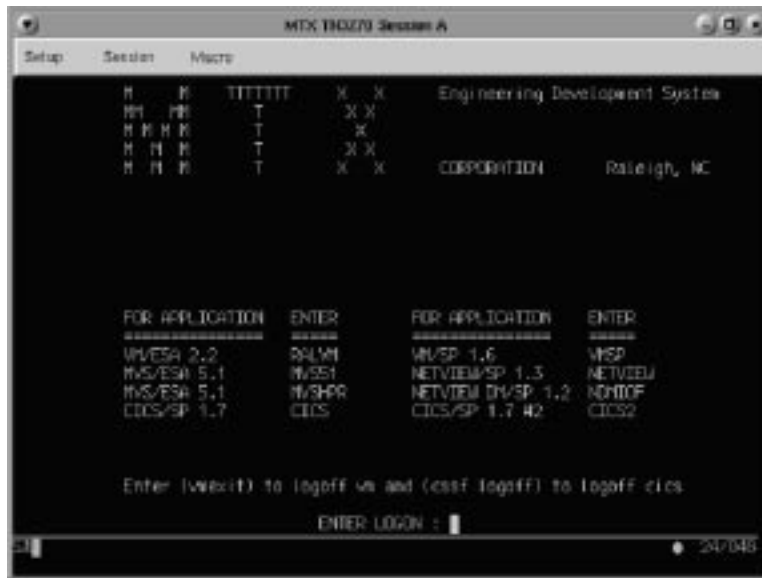 MTX TN3270 Session A
Setup Session Macro
M M TTTTTTT X X Engineering Development System
MM MM T X X
M M M M T X
M M M T X X
M M M T X X CORPORATION Raleigh, NC
FOR APPLICATION ENTER FOR APPLICATION ENTER
VM/ESA 2.2 RALVM VM/SP 1.6 VMSP
MVS/ESA 5.1 MVS51 NETVIEW/SP 1.3 NETVIEW
MVS/ESA 5.1 MVSHPR NETVIEW DM/SP 1.2
CICS/SP 1.7 CICS CICS/SP 1.7 #2 CICS2
Enter (vmexit) to logoff vm and (cssf logoff) to logoff cics
ENTER LOGON :
24/048